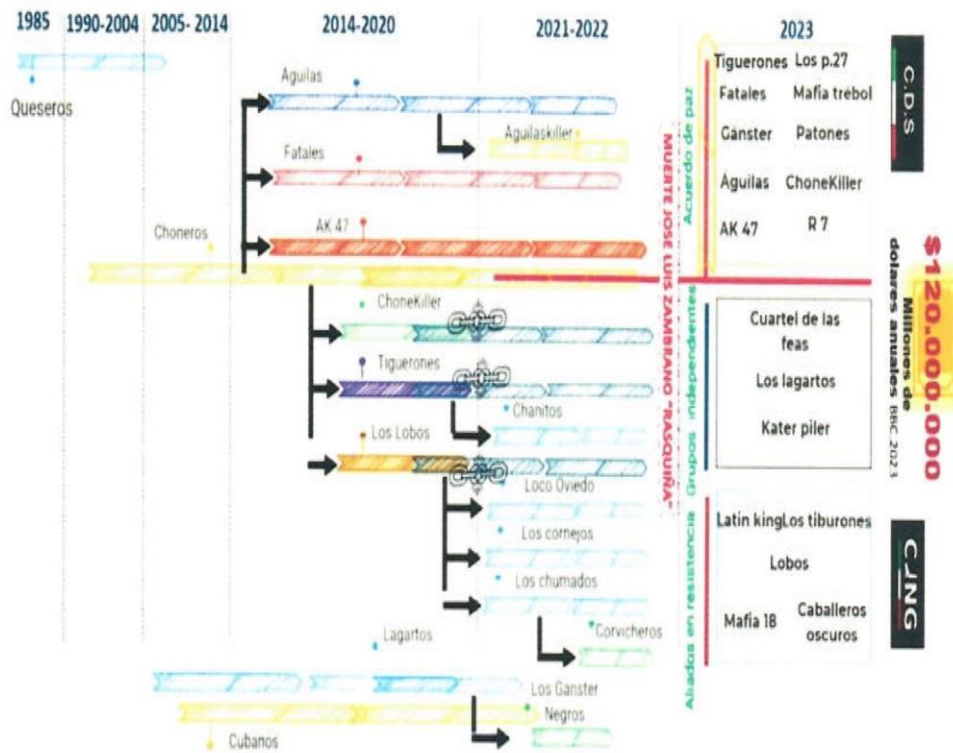 1985
1990-2004
2005- 2014
2014-2020
2021-2022
2023
Queseros
Aguilas
Aguilaskiller
Fatales
AK 47
Choneros
ChoneKiller
Tiguerones
Chanitos
Los Lobos
Loco Oviedo
Los cornejos
Los chumados
Corvicheros
Lagartos
Los Ganster
Negros
Cubanos
MUERTE JOSE LUIS ZAMBRANO "RASQUIÑA"
Acuerdo de paz
Tiguerones Los p.27
Fatales Mafia trébol
Gánster Patones
Aguilas ChoneKiller
AK 47 R 7
Grupos independientes
Cuartel de las
feas
Los lagartos
Kater piler
Aliados en resistencia
Latin kingLos tiburones
Lobos
Mafia 18 Caballeros
oscuros
C.D.S
$120.000.000
Millones de
dolares anuales BBC 2023
CJNG